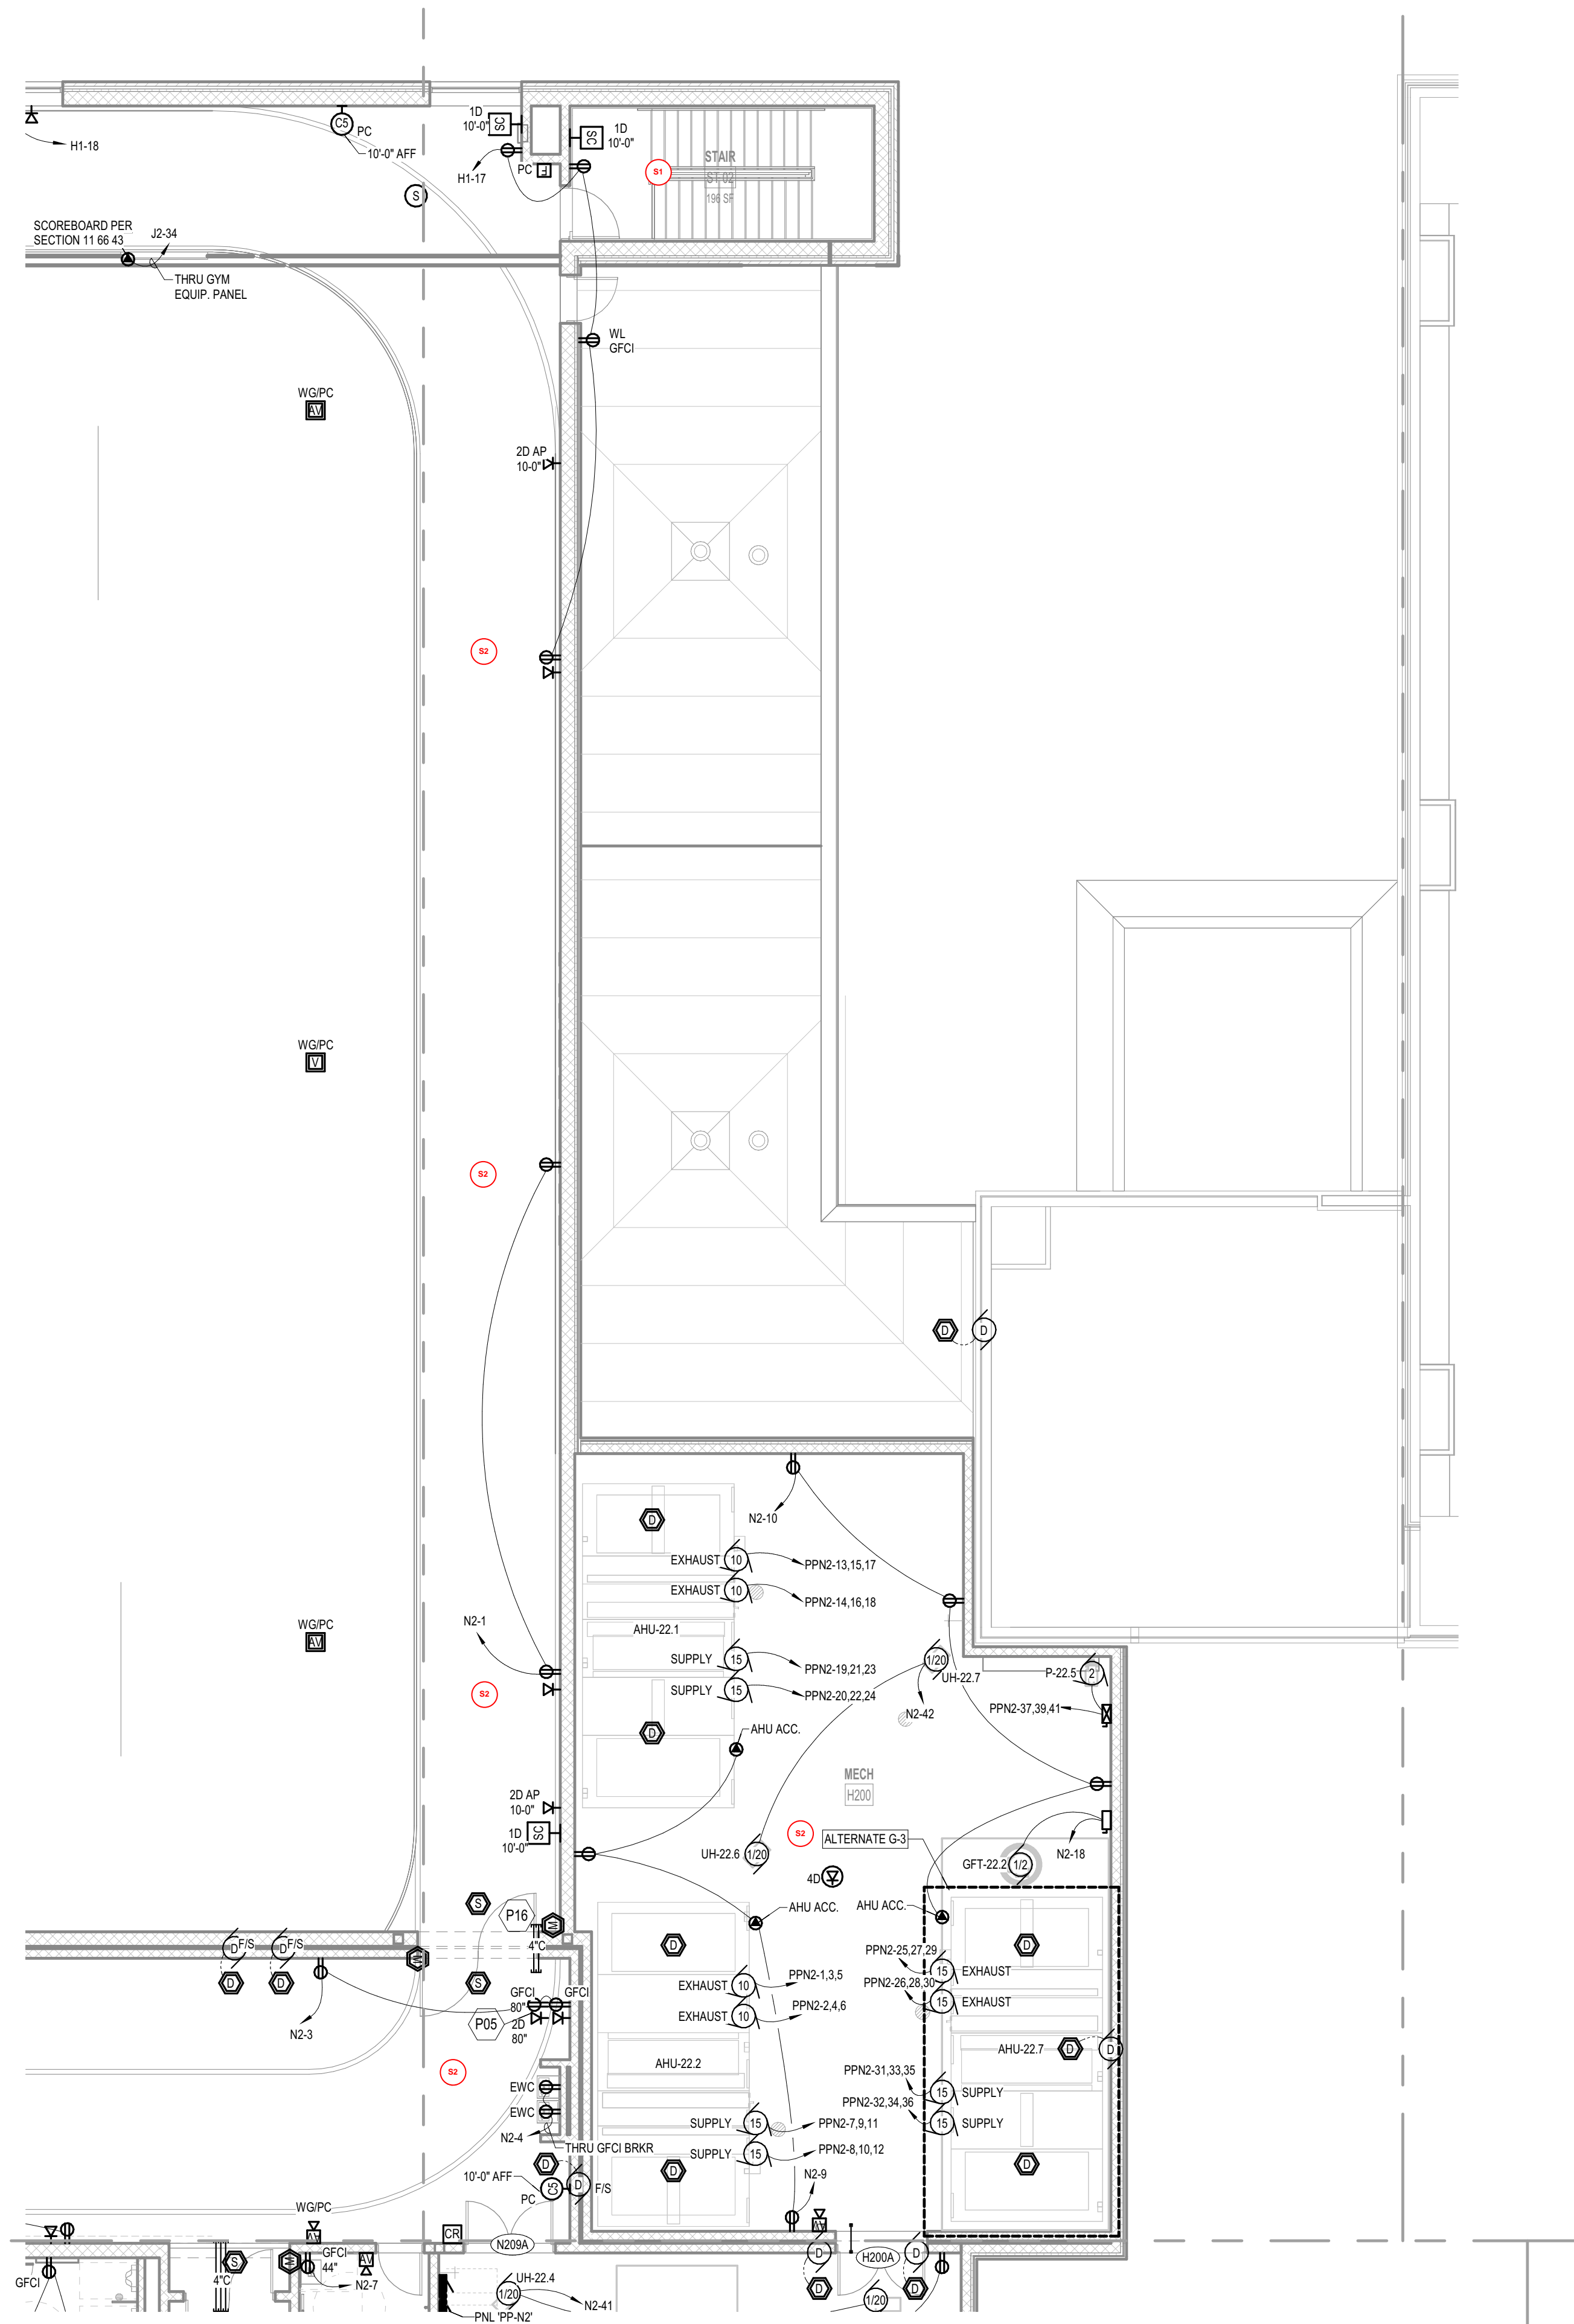 1D
10'-0"
SC
SC
1D
10'-0"
C5
PC
10'-0" AFF
H1-18
H1-17
PC
F
STAIR
ST-02
196 SF
S1
S
SCOREBOARD PER
SECTION 11 66 43
J2-34
THRU GYM
EQUIP. PANEL
WL
GFCI
WG/PC
AV
2D AP
10-0"
S2
WG/PC
V
S2
D
D
N2-10
D
EXHAUST
10
PPN2-13,15,17
EXHAUST
10
PPN2-14,16,18
N2-1
WG/PC
AV
AHU-22.1
SUPPLY
15
PPN2-19,21,23
SUPPLY
15
PPN2-20,22,24
1/20
UH-22.7
N2-42
P-22.5
2
PPN2-37,39,41
S2
D
AHU ACC.
MECH
H200
2D AP
10-0"
1D
10'-0"
SC
S2
ALTERNATE G-3
UH-22.6
1/20
4D
GFT-22.2
1/2
N2-18
S
P16
M
4"C
AHU ACC.
AHU ACC.
D
F/S
D
F/S
M
D
D
D
D
S
PPN2-25,27,29
15
EXHAUST
PPN2-26,28,30
15
EXHAUST
EXHAUST
10
PPN2-1,3,5
EXHAUST
10
PPN2-2,4,6
GFCI
80"
GFCI
P05
2D
80"
N2-3
AHU-22.7
D
D
AHU-22.2
S2
PPN2-31,33,35
15
SUPPLY
PPN2-32,34,36
15
SUPPLY
EWC
EWC
N2-4
THRU GFCI BRKR
SUPPLY
15
PPN2-7,9,11
SUPPLY
15
PPN2-8,10,12
D
D
D
D
F/S
10'-0" AFF
C5
PC
N2-9
WG/PC
AV
CR
N209A
AV
D
H200A
D
GFCI
4"C
S
M
GFCI
44"
AV
N2-7
UH-22.4
1/20
N2-41
D
D
1/20
PNL 'PP-N2'